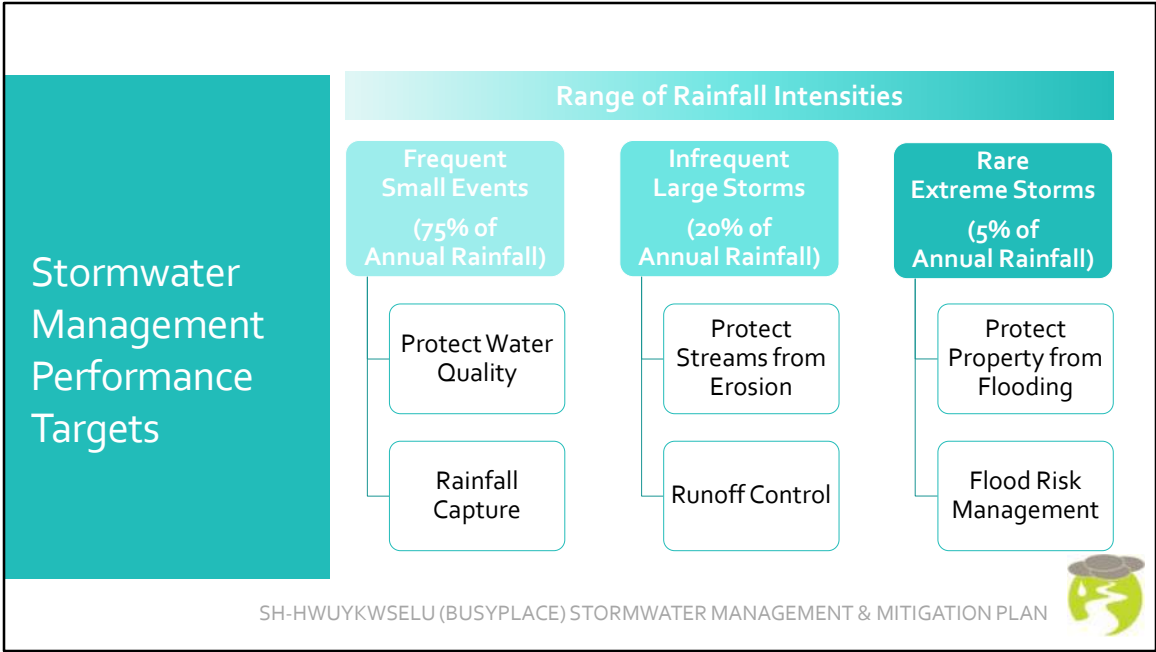 Stormwater
Management
Performance
Targets
Range of Rainfall Intensities
Frequent
Small Events
(75% of
Annual Rainfall)
Protect Water
Quality
Rainfall
Capture
Infrequent
Large Storms
(20% of
Annual Rainfall)
Protect
Streams from
Erosion
Runoff Control
Rare
Extreme Storms
(5% of
Annual Rainfall)
Protect
Property from
Flooding
Flood Risk
Management
SH-HWUYKWSELU (BUSYPLACE) STORMWATER MANAGEMENT & MITIGATION PLAN